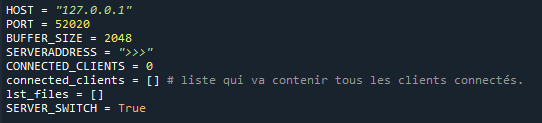 HOST = "127.0.0.1"
PORT = 52020
BUFFER_SIZE = 2048
SERVERADDRESS = ">>>"
CONNECTED_CLIENTS = 0
connected_clients = [] # liste qui va contenir tous les clients connectés.
lst_files = []
SERVER_SWITCH = True